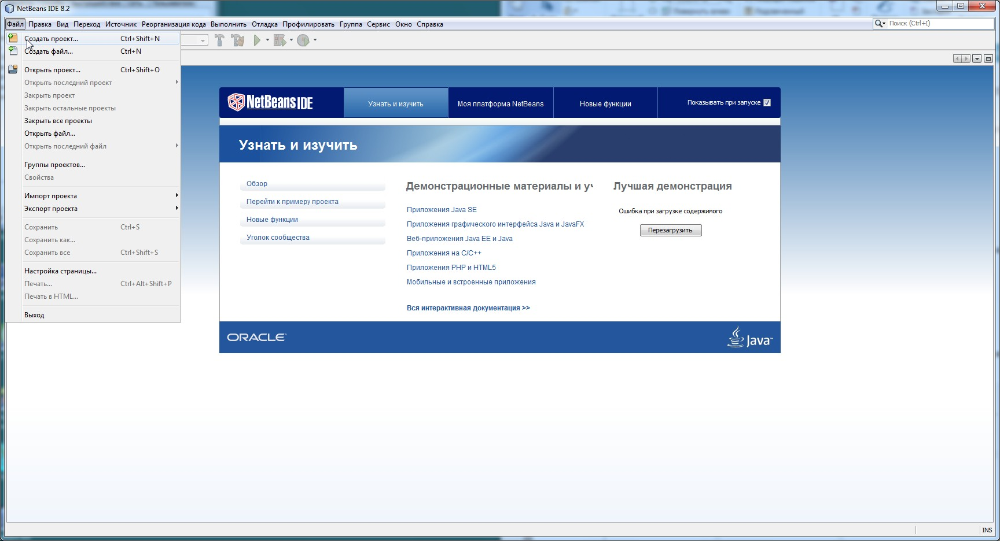 NetBeans IDE 8.2
Файл Правка Вид Переход Источник Реорганизация кода Выполнить Отладка Профилировать Группа Сервис Окно Справка
Поиск (Ctrl+I)
Создать проект... Ctrl+Shift+N
Создать файл... Ctrl+N
Открыть проект... Ctrl+Shift+O
Открыть последний проект
Закрыть проект
Закрыть остальные проекты
Закрыть все проекты
Открыть файл...
Открыть последний файл
Группы проектов...
Свойства
Импорт проекта
Экспорт проекта
Сохранить Ctrl+S
Сохранить как...
Сохранить все Ctrl+Shift+S
Настройка страницы...
Печать... Ctrl+Alt+Shift+P
Печать в HTML...
Выход
NetBeans IDE
Узнать и изучить
Моя платформа NetBeans
Новые функции
Показывать при запуске
Узнать и изучить
Обзор
Перейти к примеру проекта
Новые функции
Уголок сообщества
Демонстрационные материалы и уч
Приложения Java SE
Приложения графического интерфейса Java и JavaFX
Веб-приложения Java EE и Java
Приложения на C/C++
Приложения PHP и HTML5
Мобильные и встроенные приложения
Вся интерактивная документация >>
Лучшая демонстрация
Ошибка при загрузке содержимого
Перезагрузить
ORACLE
Java™
INS